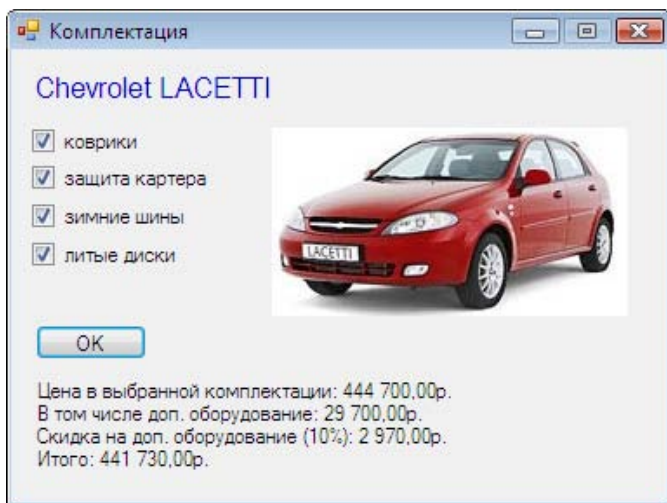 Комплектация
Chevrolet LACETTI
коврики
защита картера
зимние шины
литые диски
LACETTI
OK
Цена в выбранной комплектации: 444 700,00р.
В том числе доп. оборудование: 29 700,00р.
Скидка на доп. оборудование (10%): 2 970,00р.
Итого: 441 730,00р.